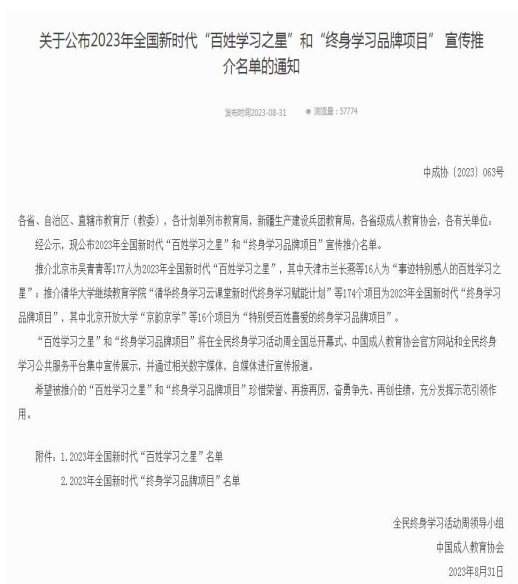 关于公布2023年全国新时代“百姓学习之星”和“终身学习品牌项目” 宣传推
介名单的通知
发布时间2023-08-31 浏览量：57774
中成协〔2023〕063号
各省、自治区、直辖市教育厅（教委），各计划单列市教育局，新疆生产建设兵团教育局，各省级成人教育协会，各有关单位：
经公示，现公布2023年全国新时代“百姓学习之星”和“终身学习品牌项目”宣传推介名单。
推介北京市吴青青等177人为2023年全国新时代“百姓学习之星”，其中天津市兰长燕等16人为“事迹特别感人的百姓学习之
星”；推介清华大学继续教育学院“清华终身学习云课堂新时代终身学习赋能计划”等174个项目为2023年全国新时代“终身学习
品牌项目”，其中北京开放大学“京韵京学”等16个项目为“特别受百姓喜爱的终身学习品牌项目”。
“百姓学习之星”和“终身学习品牌项目”将在全民终身学习活动周全国总开幕式、中国成人教育协会官方网站和全民终身
学习公共服务平台集中宣传展示，并通过相关数字媒体，自媒体进行宣传报道。
希望被推介的“百姓学习之星”和“终身学习品牌项目”珍惜荣誉、再接再厉，奋勇争先、再创佳绩，充分发挥示范引领作
用。
附件：1.2023年全国新时代“百姓学习之星”名单
2.2023年全国新时代“终身学习品牌项目”名单
全民终身学习活动周领导小组
中国成人教育协会
2023年8月31日